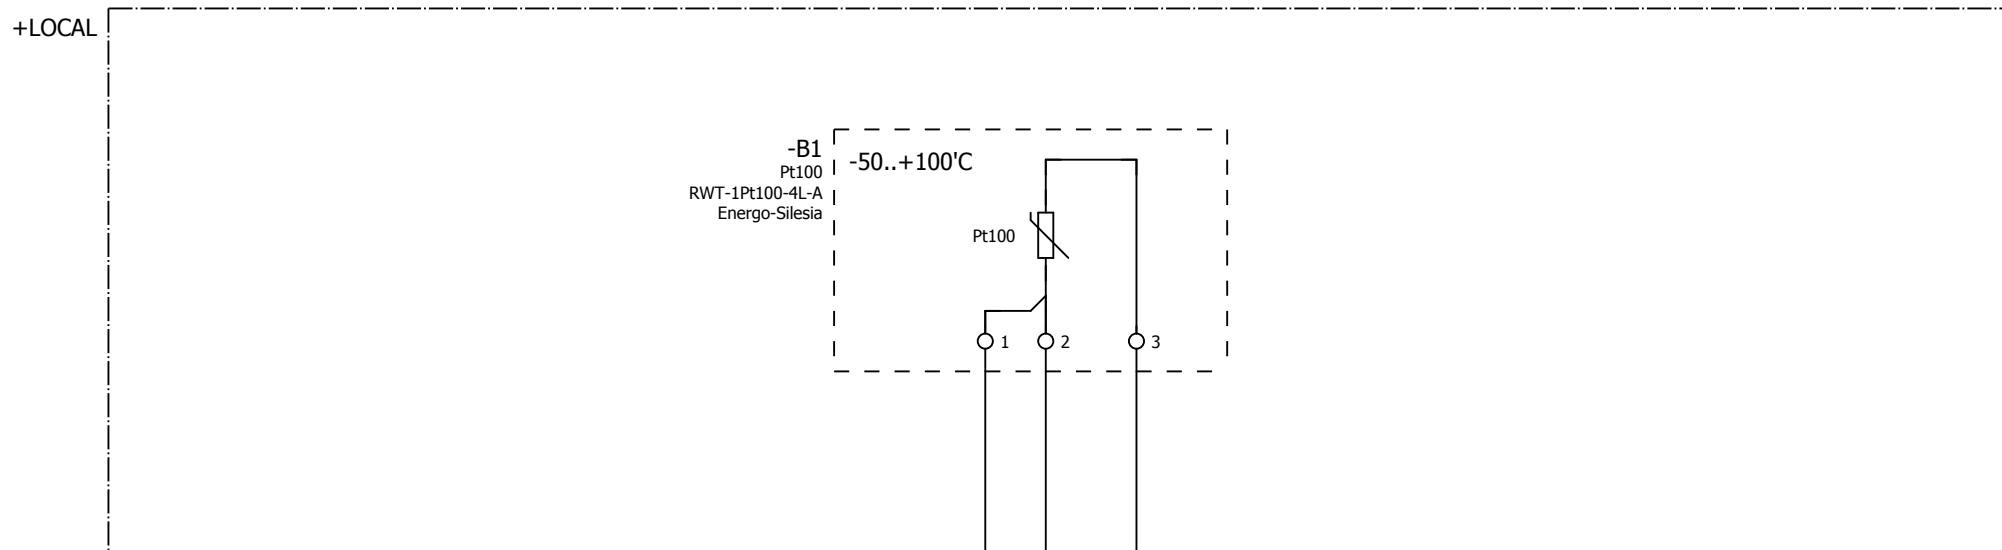 +LOCAL
-B1
Pt100
RWT-1Pt100-4L-A
Energo-Silesia
-50..+100'C
Pt100
1
2
3